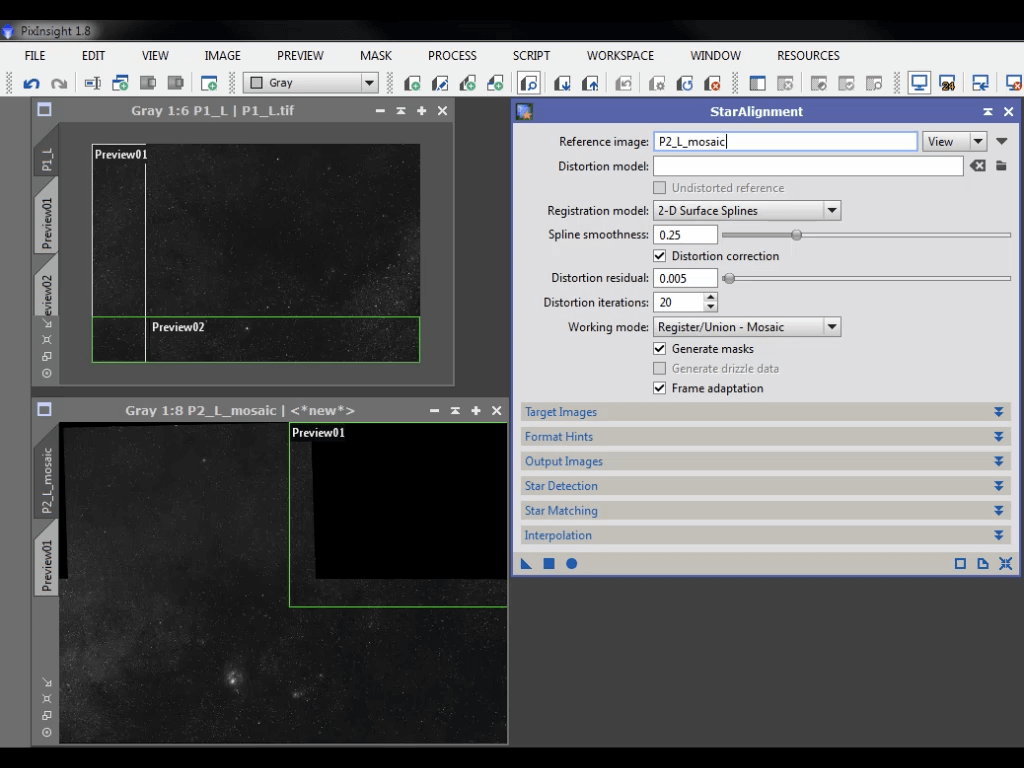 PixInsight 1.8
FILE EDIT VIEW IMAGE PREVIEW MASK PROCESS SCRIPT WORKSPACE WINDOW RESOURCES
Gray
24
Gray 1:6 P1_L | P1_L.tif
P1_L
Preview01
eview02
Preview01
Preview02
Gray 1:8 P2_L_mosaic | <*new*>
P2_L_mosaic
Preview01
Preview01
StarAlignment
Reference image: P2_L_mosaic View
Distortion model:
Undistorted reference
Registration model: 2-D Surface Splines
Spline smoothness: 0.25
Distortion correction
Distortion residual: 0.005
Distortion iterations: 20
Working mode: Register/Union - Mosaic
Generate masks
Generate drizzle data
Frame adaptation
Target Images
Format Hints
Output Images
Star Detection
Star Matching
Interpolation